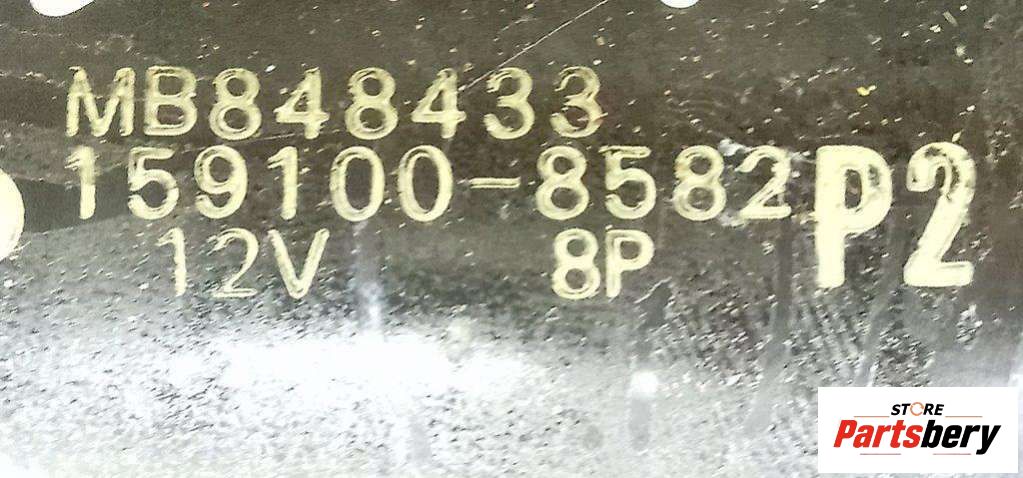 MB848433
159100-8582 P2
12V 8P
STORE
Partsbery